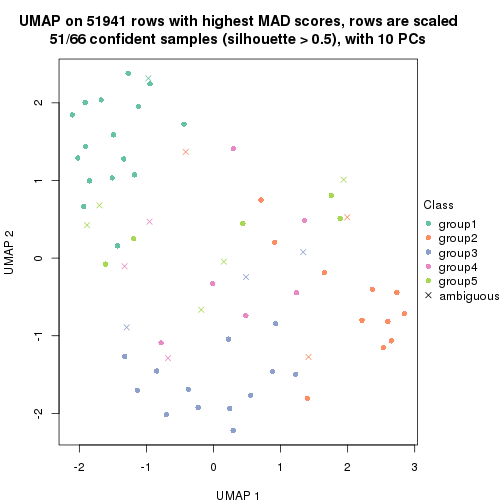 UMAP on 51941 rows with highest MAD scores, rows are scaled
51/66 confident samples (silhouette > 0.5), with 10 PCs
2
1
0
-1
-2
UMAP 2
-2 -1 0 1 2 3
UMAP 1
Class
group1
group2
group3
group4
group5
ambiguous